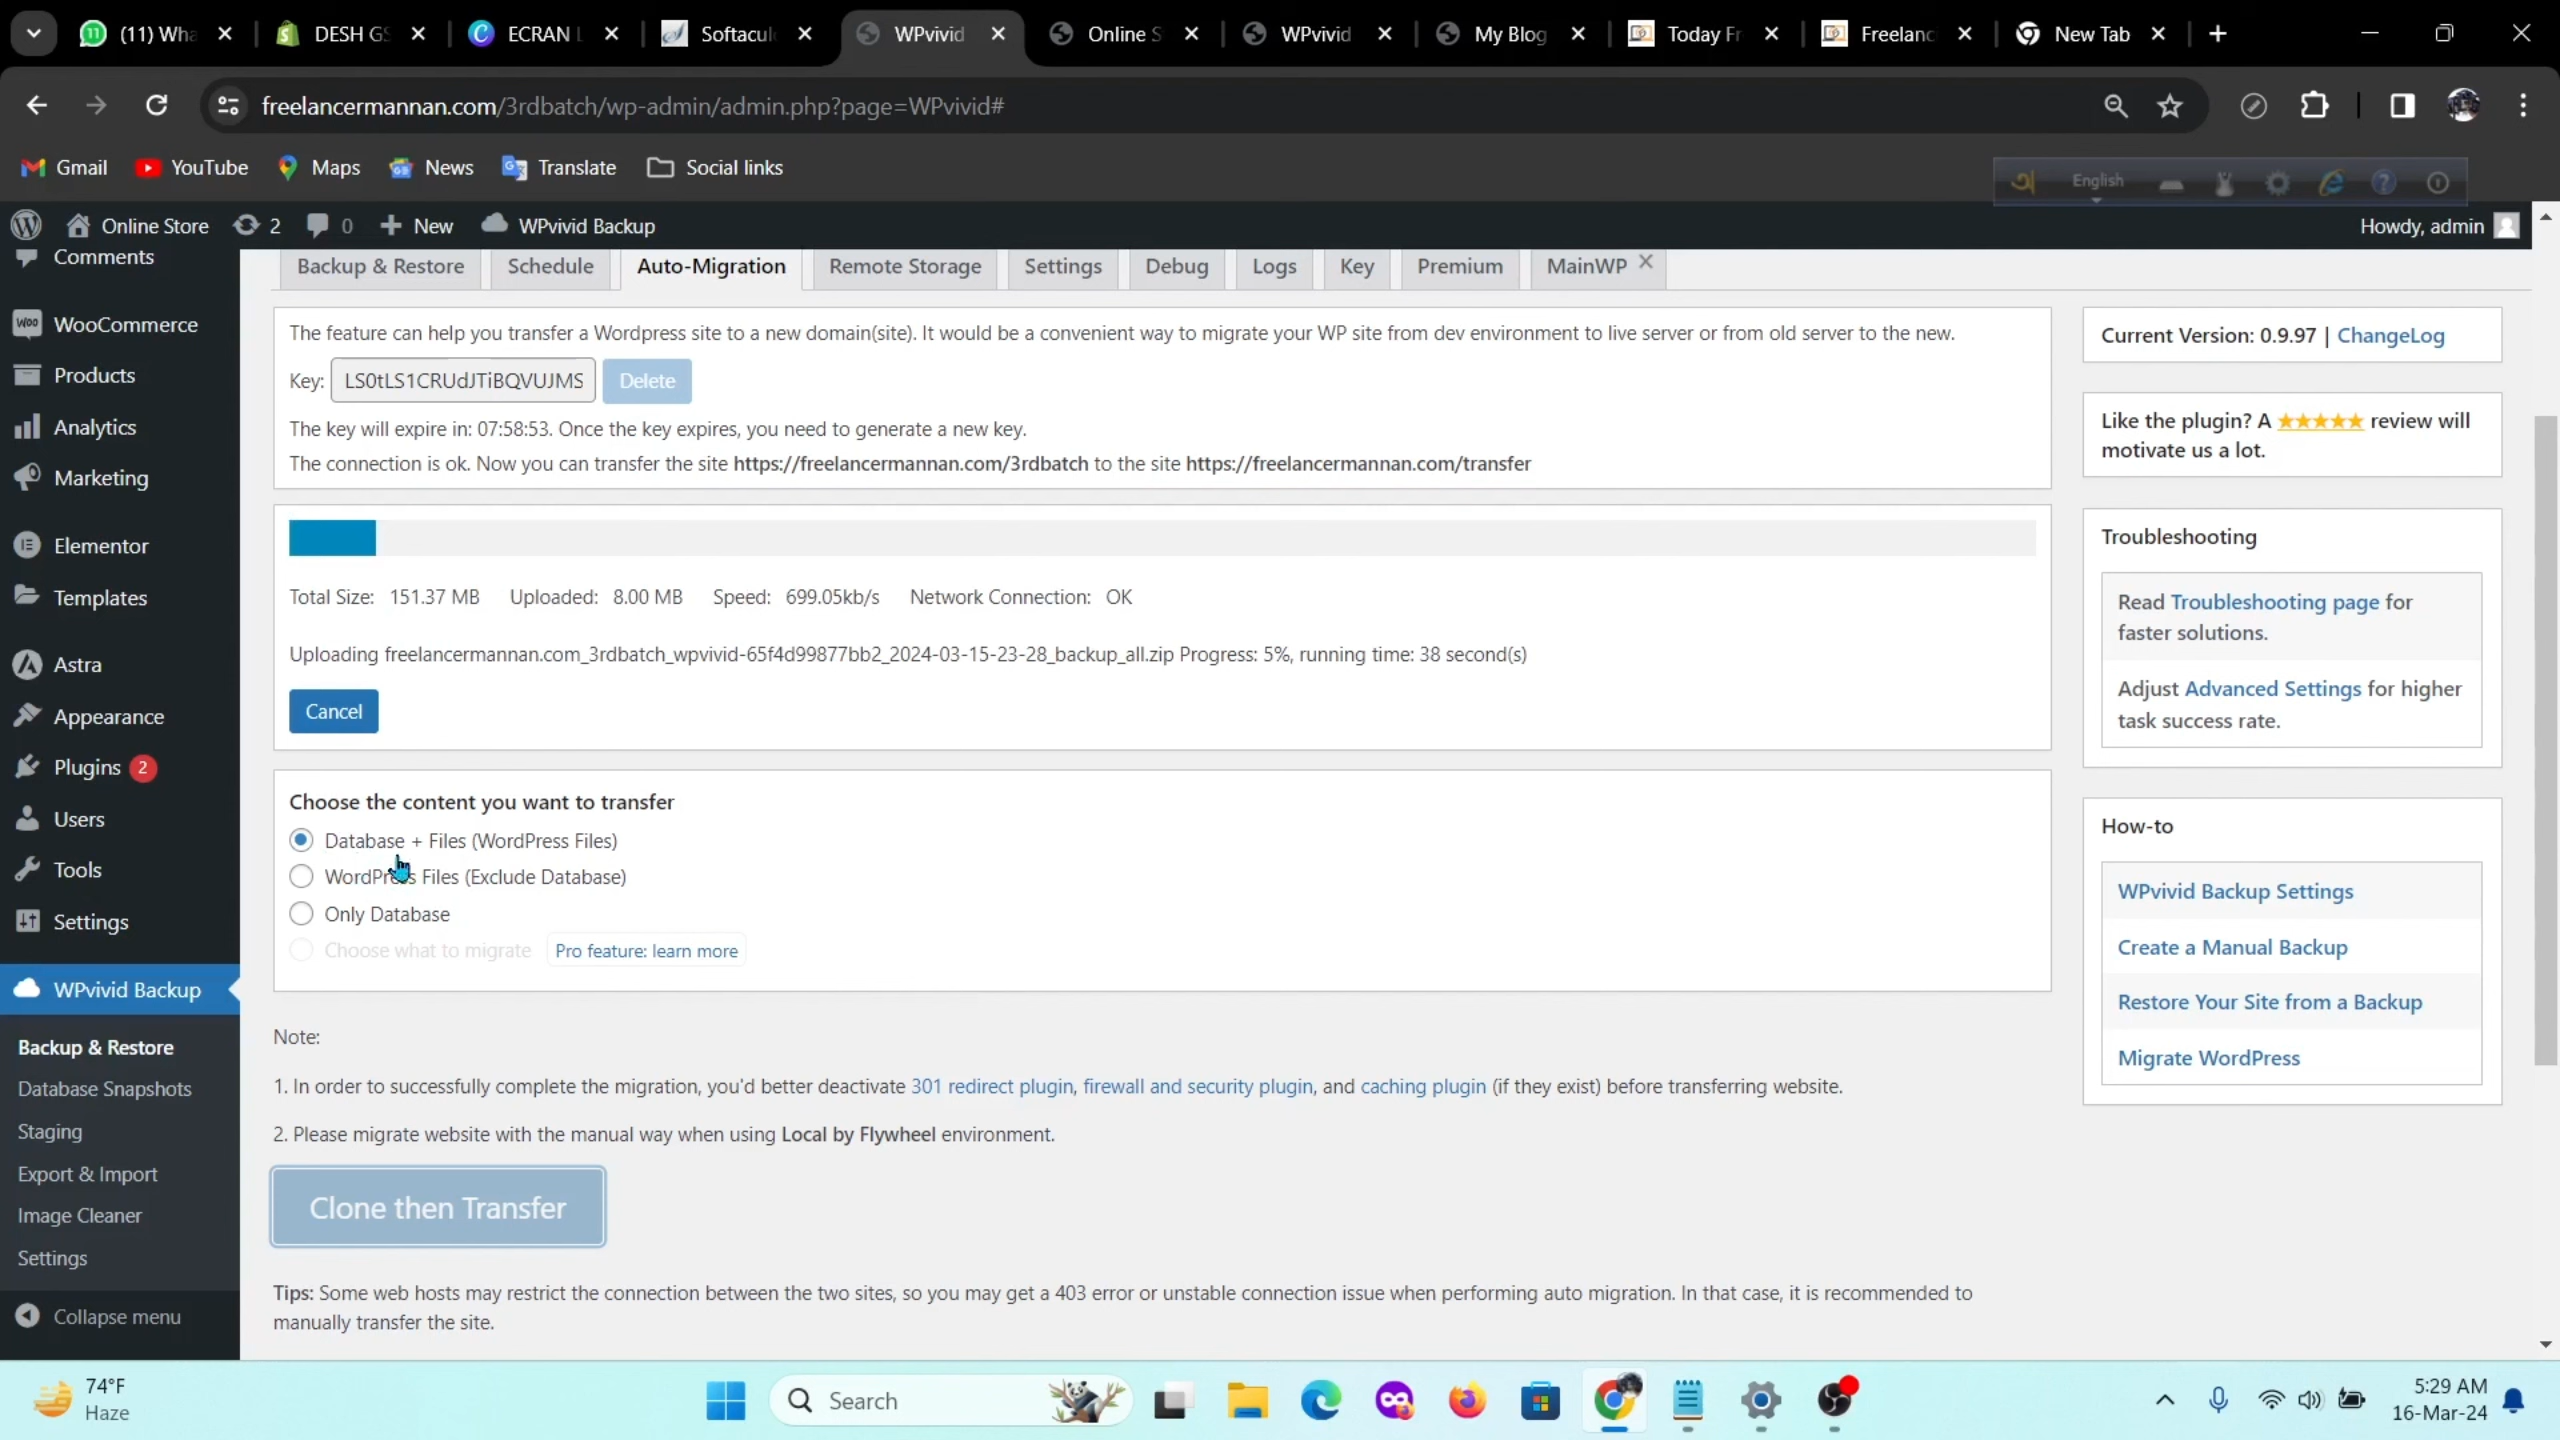 (11) Wha
DESH GS
ECRAN L
Softacul
WPvivid
Online S
WPvivid
My Blog
Today Fr
Freelanc
New Tab
freelancermannan.com/3rdbatch/wp-admin/admin.php?page=WPvivid#
Gmail YouTube Maps News Translate Social links
English
Online Store 2 0 New WPvivid Backup
Howdy, admin
Comments
WooCommerce
Products
Analytics
Marketing
Elementor
Templates
Astra
Appearance
Plugins 2
Users
Tools
Settings
WPvivid Backup
Backup & Restore
Database Snapshots
Staging
Export & Import
Image Cleaner
Settings
Collapse menu
Backup & Restore Schedule Auto-Migration Remote Storage Settings Debug Logs Key Premium MainWP
The feature can help you transfer a Wordpress site to a new domain(site). It would be a convenient way to migrate your WP site from dev environment to live server or from old server to the new.
Key: LS0tLS1CRUdJTiBQVUJMS Delete
The key will expire in: 07:58:53. Once the key expires, you need to generate a new key.
The connection is ok. Now you can transfer the site https://freelancermannan.com/3rdbatch to the site https://freelancermannan.com/transfer
Total Size: 151.37 MB Uploaded: 8.00 MB Speed: 699.05kb/s Network Connection: OK
Uploading freelancermannan.com_3rdbatch_wpvivid-65f4d99877bb2_2024-03-15-23-28_backup_all.zip Progress: 5%, running time: 38 second(s)
Cancel
Choose the content you want to transfer
Database + Files (WordPress Files)
WordPress Files (Exclude Database)
Only Database
Choose what to migrate Pro feature: learn more
Note:
1. In order to successfully complete the migration, you'd better deactivate 301 redirect plugin, firewall and security plugin, and caching plugin (if they exist) before transferring website.
2. Please migrate website with the manual way when using Local by Flywheel environment.
Clone then Transfer
Tips: Some web hosts may restrict the connection between the two sites, so you may get a 403 error or unstable connection issue when performing auto migration. In that case, it is recommended to
manually transfer the site.
Current Version: 0.9.97 | ChangeLog
Like the plugin? A ★★★★★ review will
motivate us a lot.
Troubleshooting
Read Troubleshooting page for
faster solutions.
Adjust Advanced Settings for higher
task success rate.
How-to
WPvivid Backup Settings
Create a Manual Backup
Restore Your Site from a Backup
Migrate WordPress
74°F
Haze
Search
5:29 AM
16-Mar-24